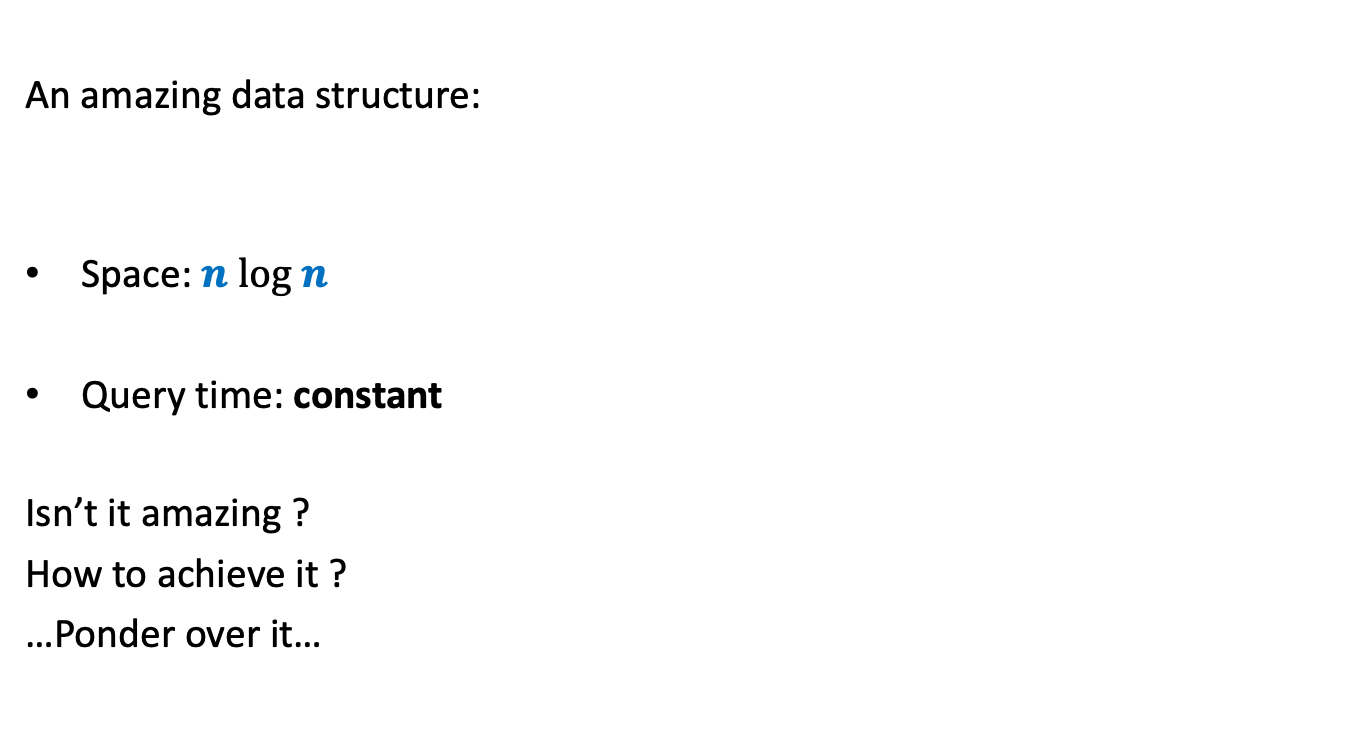 An amazing data structure:
• Space: n log n
• Query time: constant
Isn’t it amazing ?
How to achieve it ?
…Ponder over it…